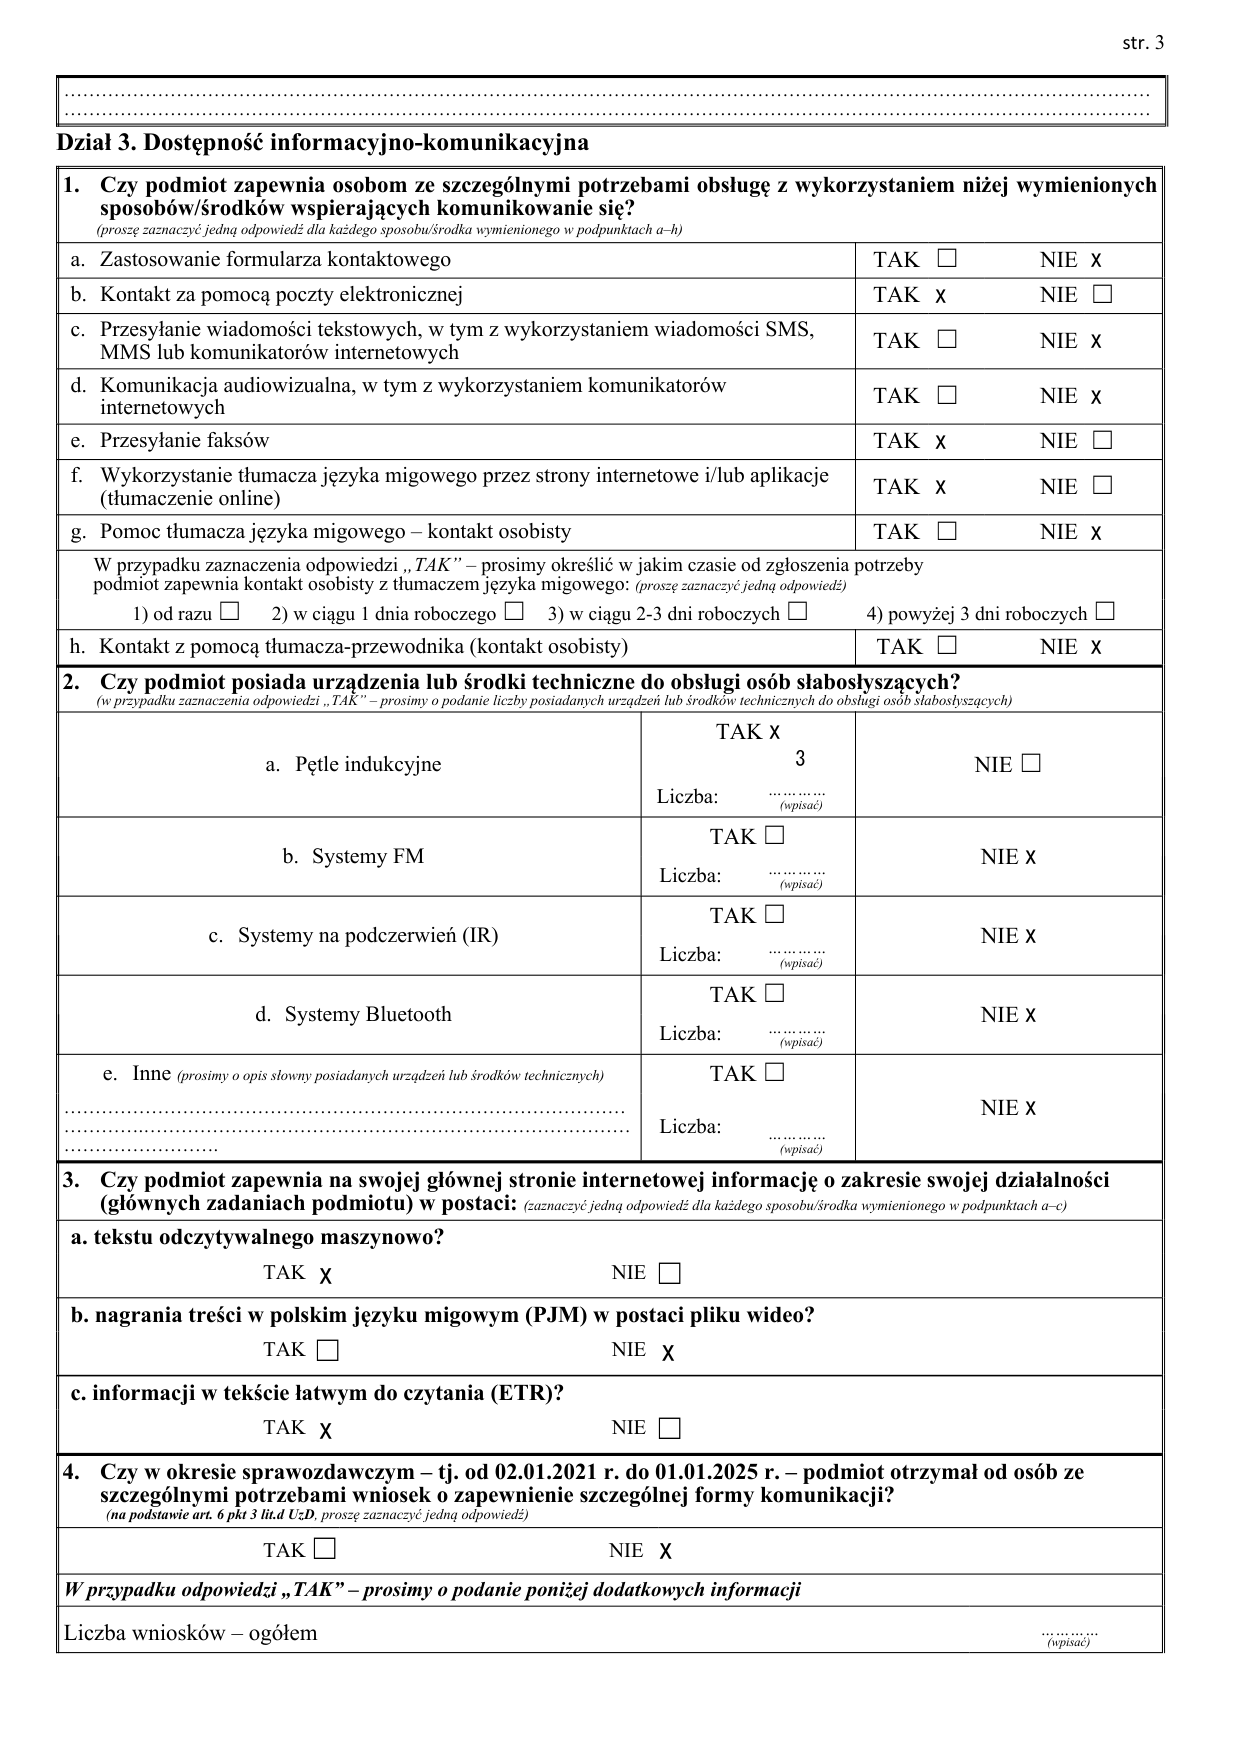 str. 3
……………………………………………………………………………………………………………………………………………………
……………………………………………………………………………………………………………………………………………………
Dział 3. Dostępność informacyjno-komunikacyjna
1. Czy podmiot zapewnia osobom ze szczególnymi potrzebami obsługę z wykorzystaniem niżej wymienionych
sposobów/środków wspierających komunikowanie się?
(proszę zaznaczyć jedną odpowiedź dla każdego sposobu/środka wymienionego w podpunktach a–h)
a. Zastosowanie formularza kontaktowego TAK ☐ NIE x
b. Kontakt za pomocą poczty elektronicznej TAK x NIE ☐
c. Przesyłanie wiadomości tekstowych, w tym z wykorzystaniem wiadomości SMS,
MMS lub komunikatorów internetowych TAK ☐ NIE x
d. Komunikacja audiowizualna, w tym z wykorzystaniem komunikatorów
internetowych TAK ☐ NIE x
e. Przesyłanie faksów TAK x NIE ☐
f. Wykorzystanie tłumacza języka migowego przez strony internetowe i/lub aplikacje
(tłumaczenie online) TAK x NIE ☐
g. Pomoc tłumacza języka migowego – kontakt osobisty TAK ☐ NIE x
W przypadku zaznaczenia odpowiedzi „TAK” – prosimy określić w jakim czasie od zgłoszenia potrzeby
podmiot zapewnia kontakt osobisty z tłumaczem języka migowego: (proszę zaznaczyć jedną odpowiedź)
1) od razu ☐ 2) w ciągu 1 dnia roboczego ☐ 3) w ciągu 2-3 dni roboczych ☐ 4) powyżej 3 dni roboczych ☐
h. Kontakt z pomocą tłumacza-przewodnika (kontakt osobisty) TAK ☐ NIE x
2. Czy podmiot posiada urządzenia lub środki techniczne do obsługi osób słabosłyszących?
(w przypadku zaznaczenia odpowiedzi „TAK” – prosimy o podanie liczby posiadanych urządzeń lub środków technicznych do obsługi osób słabosłyszących)
TAK x
3
a. Pętle indukcyjne NIE ☐
Liczba: …………
(wpisać)
TAK ☐
b. Systemy FM NIE x
Liczba: …………
(wpisać)
TAK ☐
c. Systemy na podczerwień (IR) NIE x
Liczba: …………
(wpisać)
TAK ☐
d. Systemy Bluetooth NIE x
Liczba: …………
(wpisać)
e. Inne (prosimy o opis słowny posiadanych urządzeń lub środków technicznych) TAK ☐
……………………………………………………………………………… NIE x
………….…………………………………………………………………… Liczba: …………
……………………. (wpisać)
3. Czy podmiot zapewnia na swojej głównej stronie internetowej informację o zakresie swojej działalności
(głównych zadaniach podmiotu) w postaci: (zaznaczyć jedną odpowiedź dla każdego sposobu/środka wymienionego w podpunktach a–c)
a. tekstu odczytywalnego maszynowo?
TAK x NIE ☐
b. nagrania treści w polskim języku migowym (PJM) w postaci pliku wideo?
TAK ☐ NIE x
c. informacji w tekście łatwym do czytania (ETR)?
TAK x NIE ☐
4. Czy w okresie sprawozdawczym – tj. od 02.01.2021 r. do 01.01.2025 r. – podmiot otrzymał od osób ze
szczególnymi potrzebami wniosek o zapewnienie szczególnej formy komunikacji?
(na podstawie art. 6 pkt 3 lit.d UzD, proszę zaznaczyć jedną odpowiedź)
TAK ☐ NIE x
W przypadku odpowiedzi „TAK” – prosimy o podanie poniżej dodatkowych informacji
Liczba wniosków – ogółem …………
(wpisać)